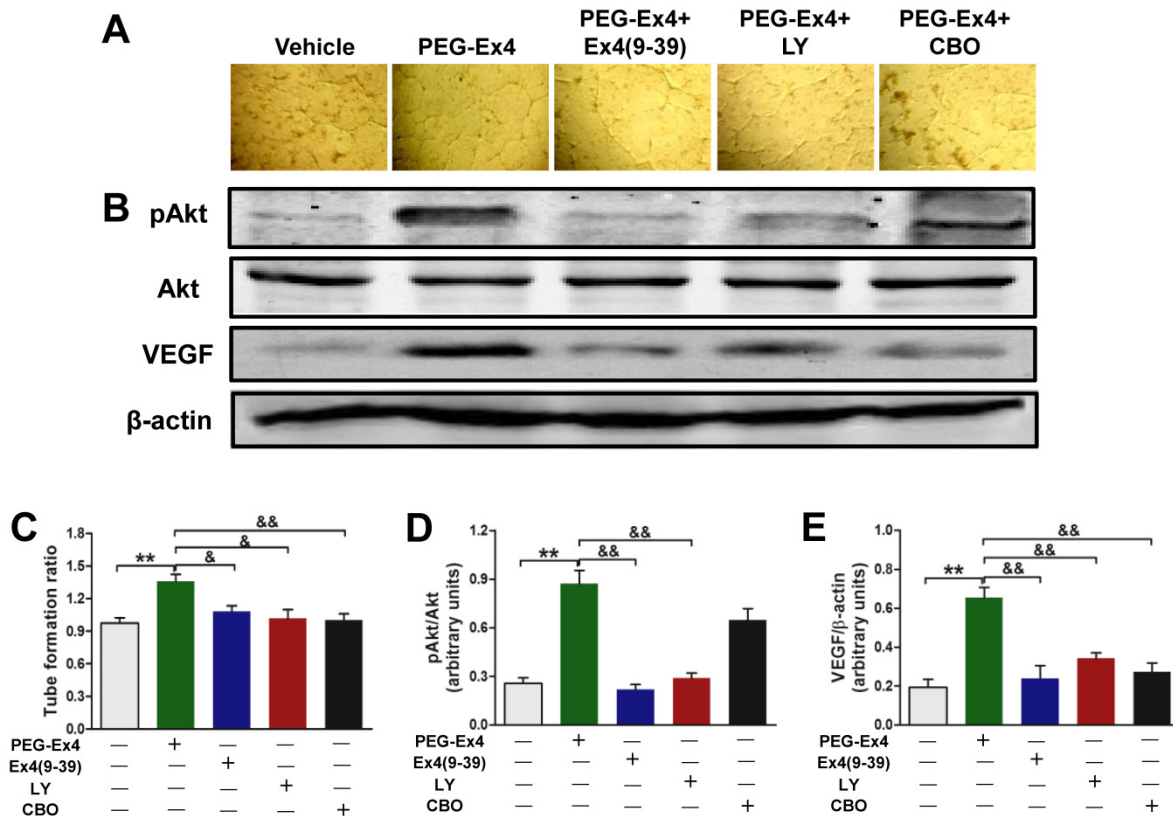 A
Vehicle
PEG-Ex4
PEG-Ex4+
Ex4(9-39)
PEG-Ex4+
LY
PEG-Ex4+
CBO
B
pAkt
Akt
VEGF
β-actin
C
Tube formation ratio
1.8
1.5
1.2
0.9
0.6
0.3
0.0
**
&
&
&&
PEG-Ex4 — + — — —
Ex4(9-39) — — + — —
LY — — — + —
CBO — — — — +
D
pAkt/Akt
(arbitrary units)
1.2
0.9
0.6
0.3
0.0
**
&&
&&
PEG-Ex4 — + — — —
Ex4(9-39) — — + — —
LY — — — + —
CBO — — — — +
E
VEGF/β-actin
(arbitrary units)
1.0
0.8
0.6
0.4
0.2
0.0
**
&&
&&
&&
PEG-Ex4 — + — — —
Ex4(9-39) — — + — —
LY — — — + —
CBO — — — — +